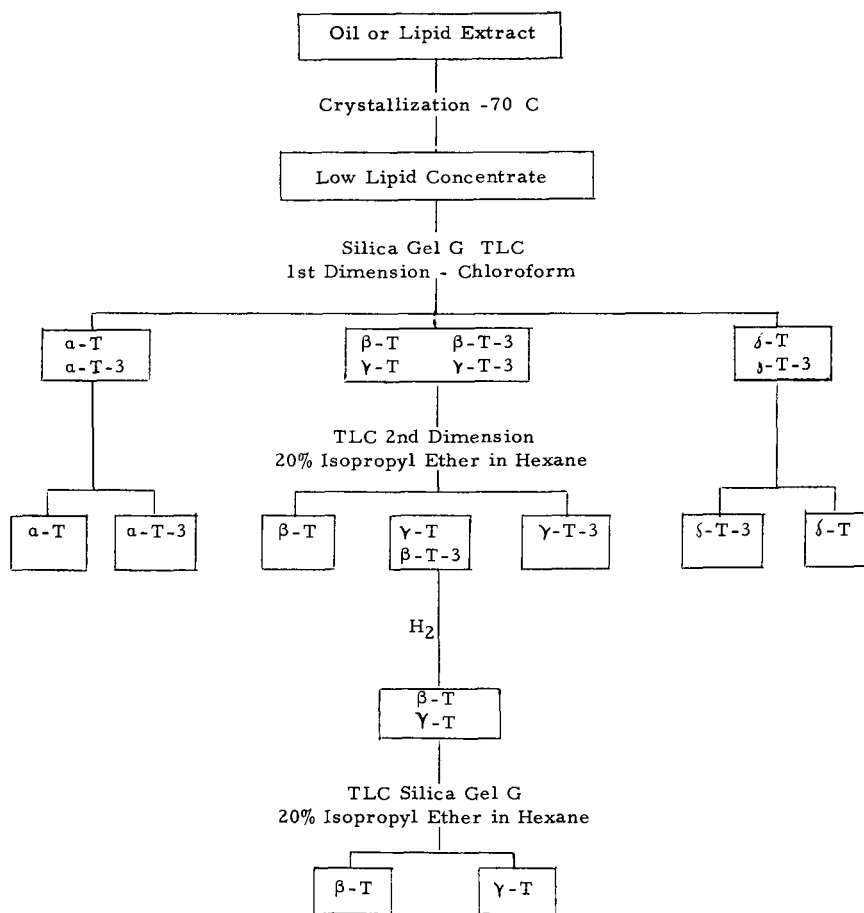 Oil or Lipid Extract
Crystallization -70 C
Low Lipid Concentrate
Silica Gel G TLC
1st Dimension - Chloroform
α-T
α-T-3
β-T β-T-3
γ-T γ-T-3
δ-T
δ-T-3
TLC 2nd Dimension
20% Isopropyl Ether in Hexane
α-T
α-T-3
β-T
γ-T
β-T-3
γ-T-3
δ-T-3
δ-T
H2
β-T
γ-T
TLC Silica Gel G
20% Isopropyl Ether in Hexane
β-T
γ-T